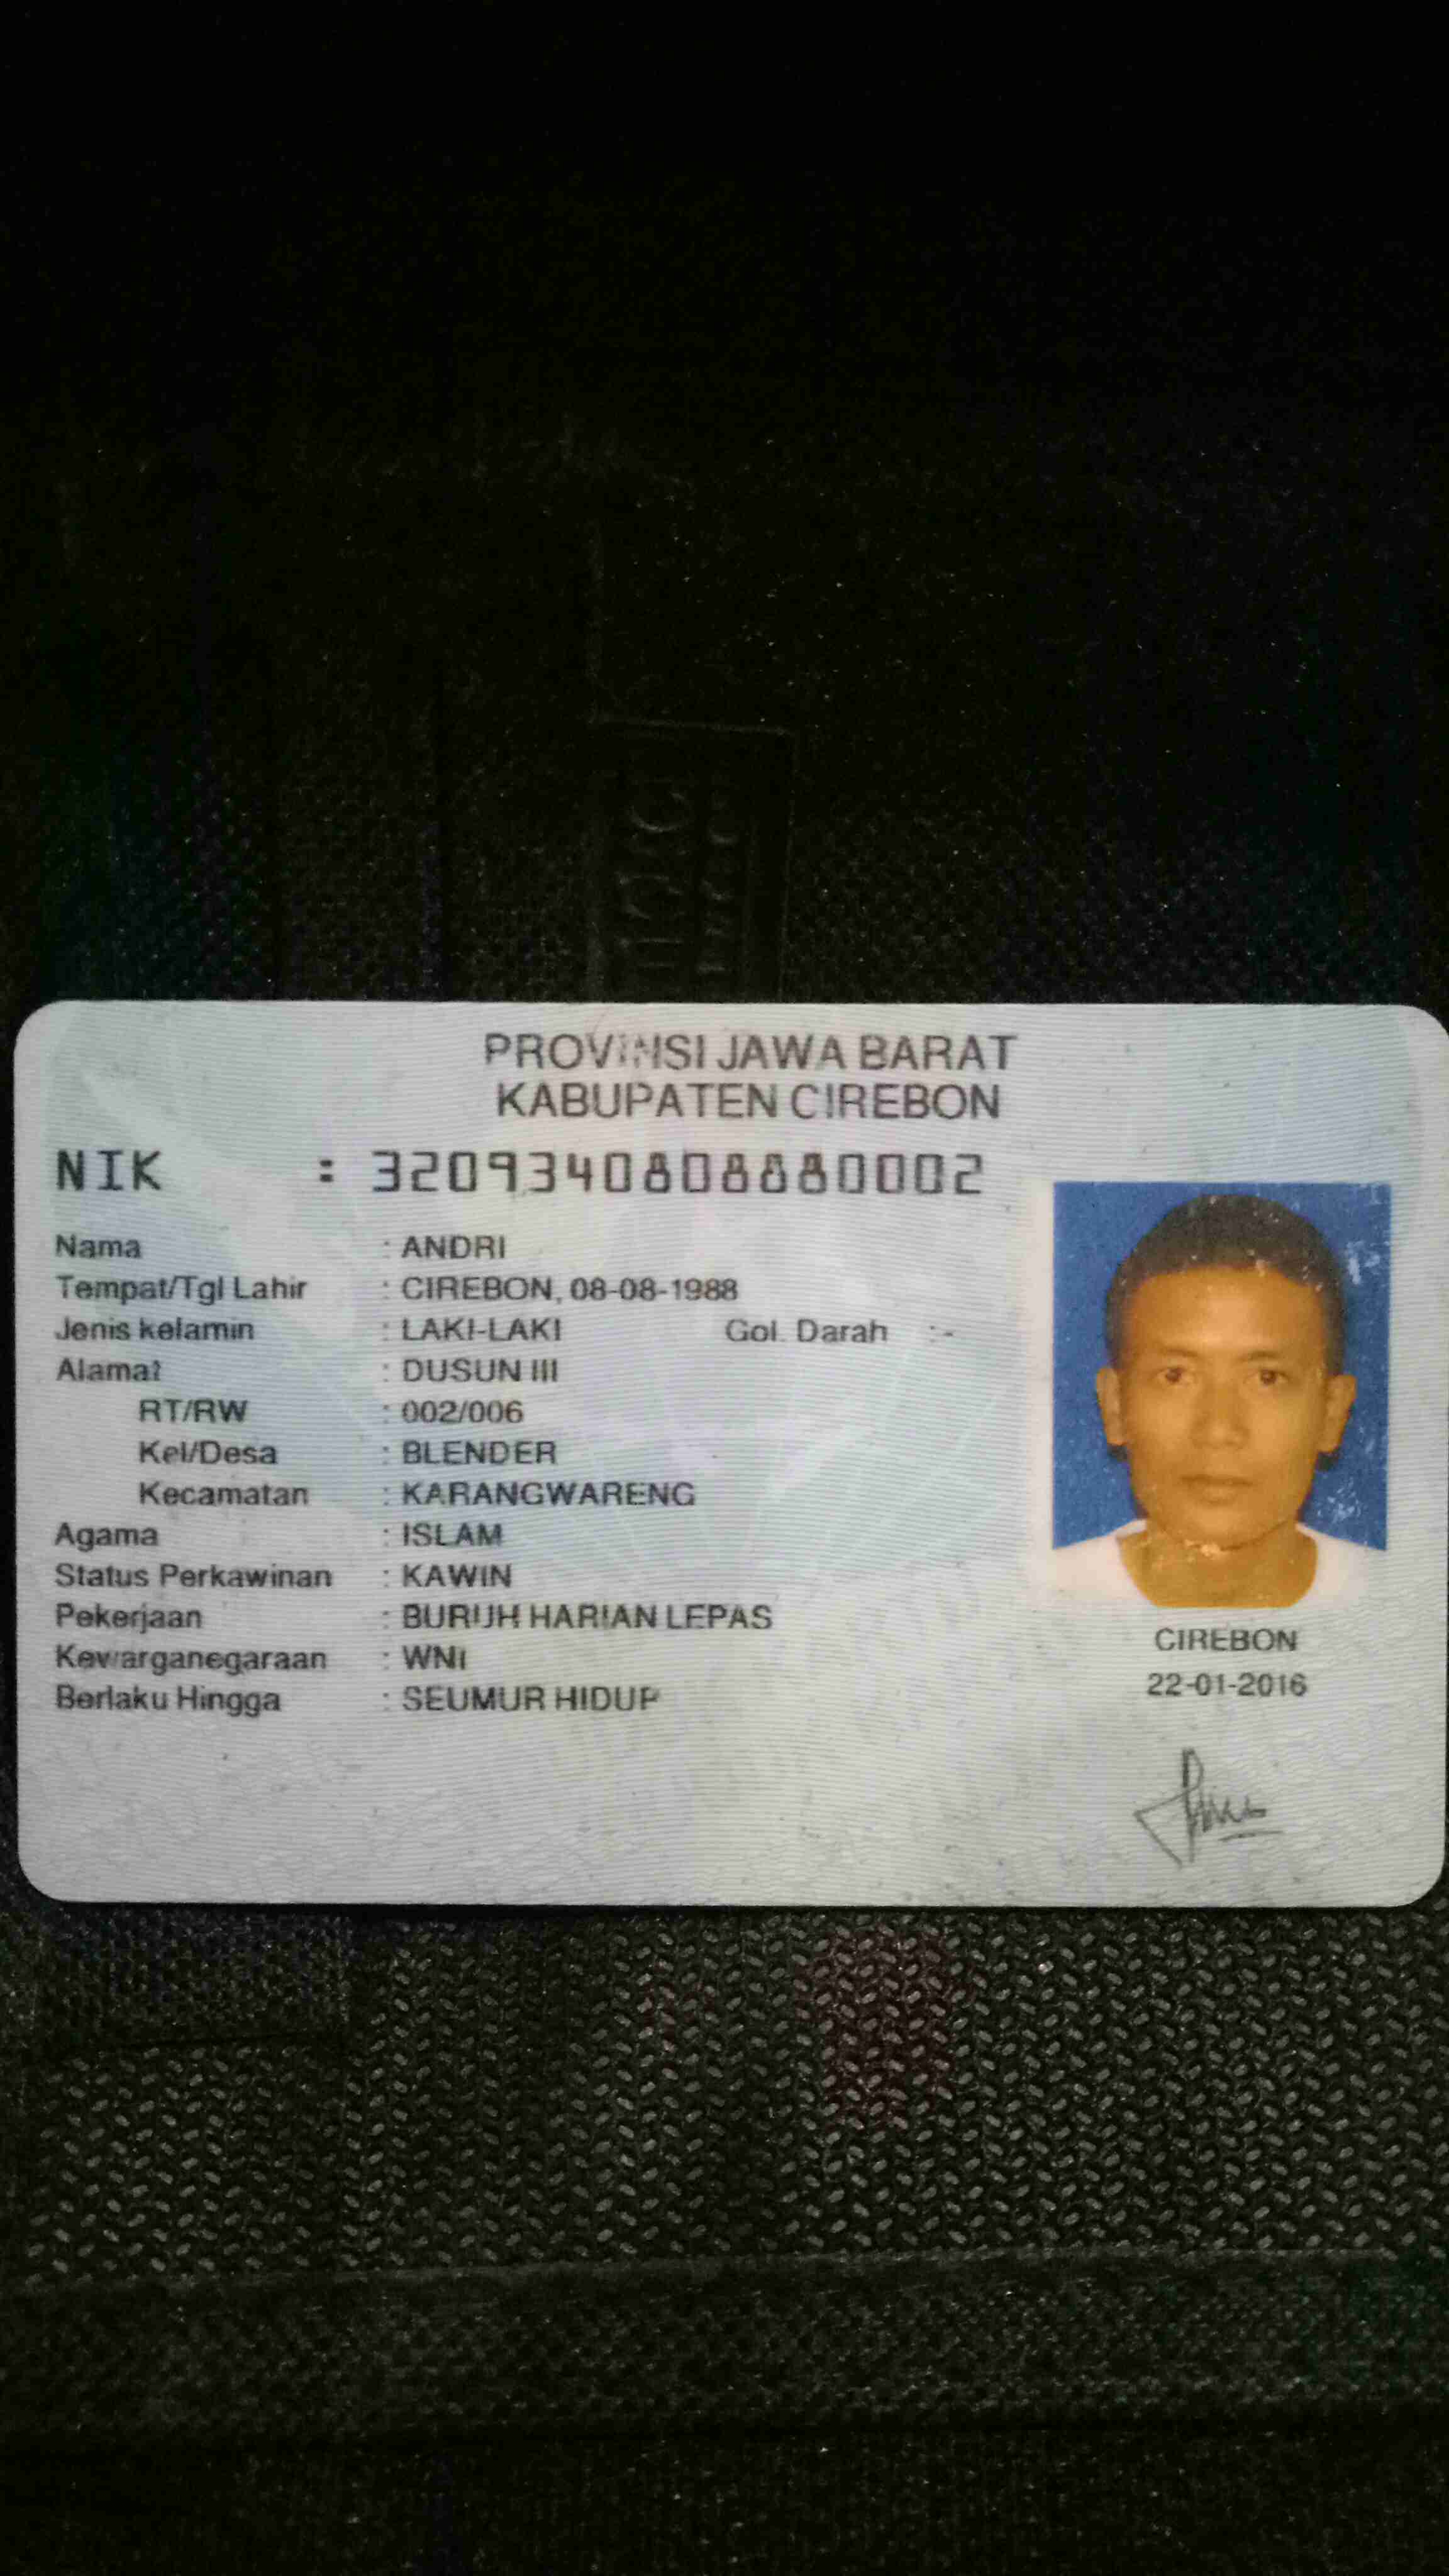 PROVINSI JAWA BARAT
KABUPATEN CIREBON
NIK : 3209340808880002
Nama : ANDRI
Tempat/Tgl Lahir : CIREBON, 08-08-1988
Jenis kelamin : LAKI-LAKI Gol. Darah : -
Alamat : DUSUN III
RT/RW : 002/006
Kel/Desa : BLENDER
Kecamatan : KARANGWARENG
Agama : ISLAM
Status Perkawinan : KAWIN
Pekerjaan : BURUH HARIAN LEPAS
Kewarganegaraan : WNI
Berlaku Hingga : SEUMUR HIDUP
CIREBON
22-01-2016